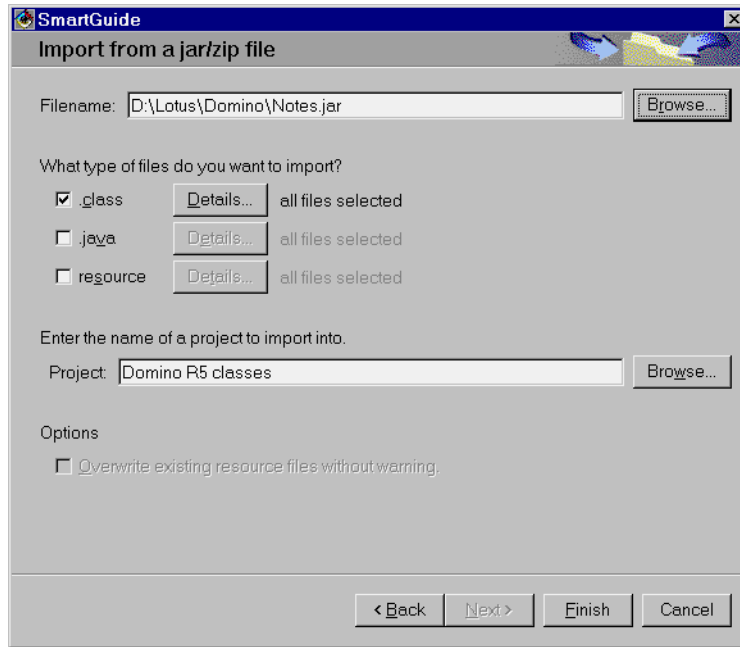 SmartGuide
Import from a jar/zip file
Filename: D:\Lotus\Domino\Notes.jar Browse...
What type of files do you want to import?
.class Details... all files selected
.java Details... all files selected
resource Details... all files selected
Enter the name of a project to import into.
Project: Domino R5 classes Browse...
Options
Overwrite existing resource files without warning.
< Back Next > Finish Cancel